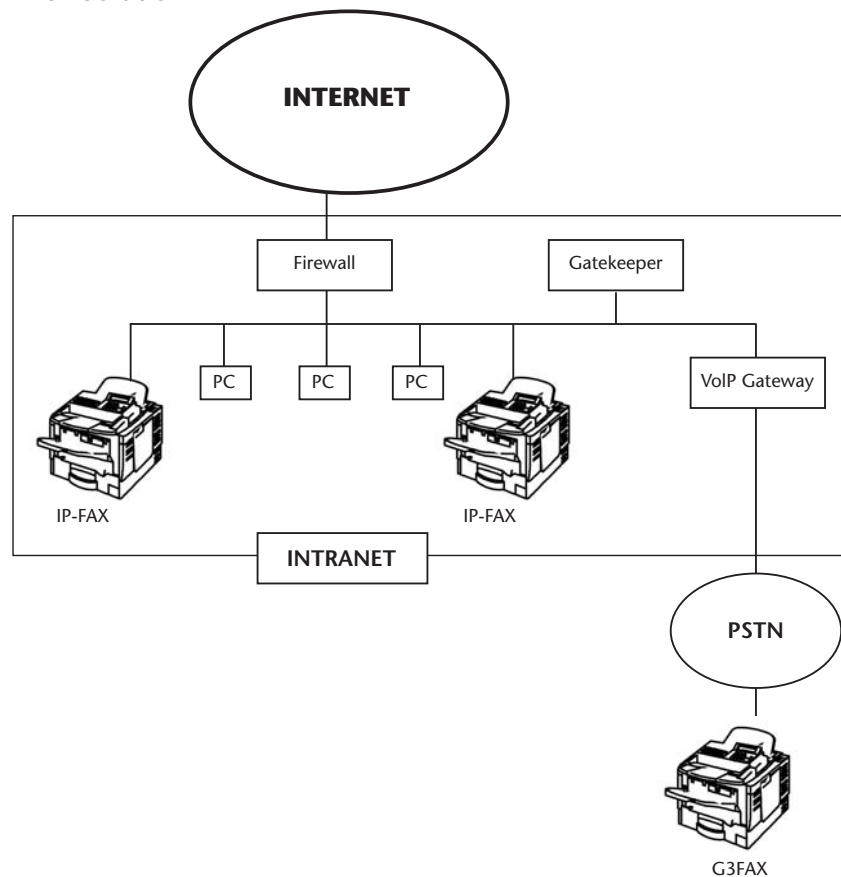 INTERNET
Firewall
Gatekeeper
PC
PC
PC
VoIP Gateway
IP-FAX
IP-FAX
INTRANET
PSTN
G3FAX